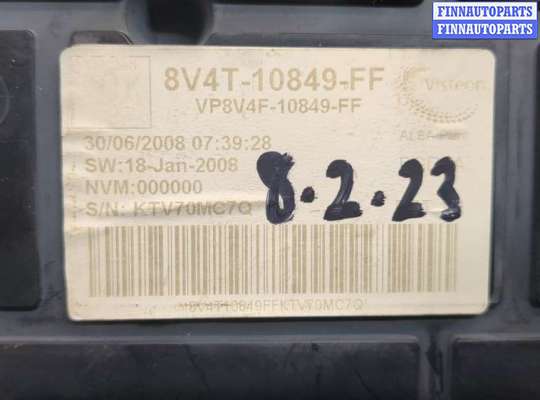 FINNAUTOPARTS
FINNAUTOPARTS
8V4T-10849-FF
VP8V4F-10849-FF
Visteon
30/06/2008 07:39:28
SW:18-Jan-2008
NVM:000000
S/N: KTV70MC7Q
8.2.23
8V4T10849FFKTV70MC7Q